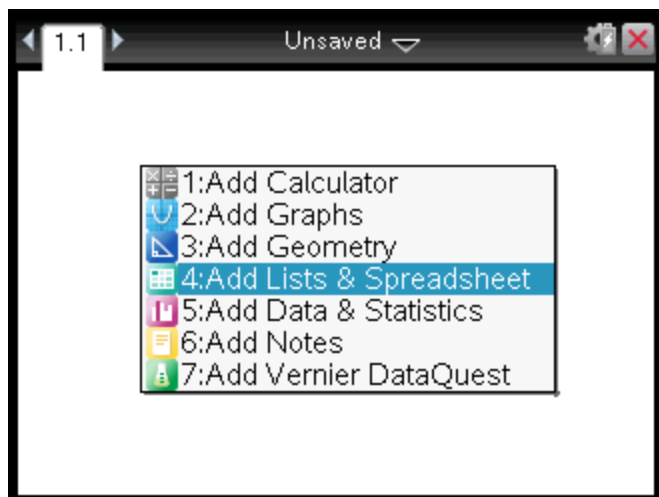 1.1 Unsaved
1:Add Calculator
2:Add Graphs
3:Add Geometry
4:Add Lists & Spreadsheet
5:Add Data & Statistics
6:Add Notes
7:Add Vernier DataQuest